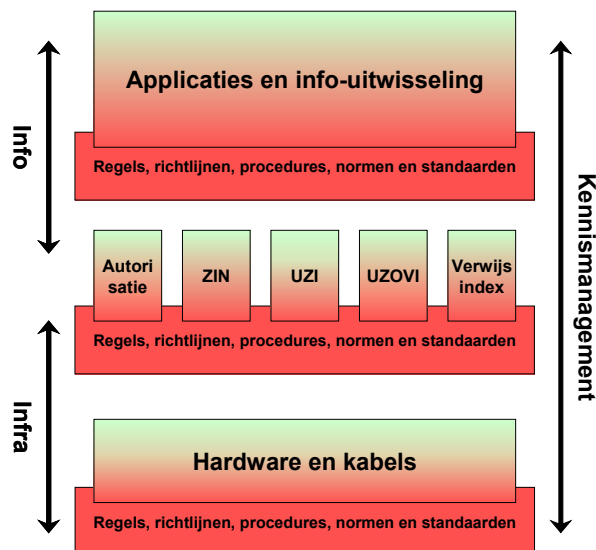 Applicaties en info-uitwisseling
Regels, richtlijnen, procedures, normen en standaarden
Info
Kennismanagement
Autori
satie
ZIN
UZI
UZOVI
Verwijs
index
Regels, richtlijnen, procedures, normen en standaarden
Infra
Hardware en kabels
Regels, richtlijnen, procedures, normen en standaarden